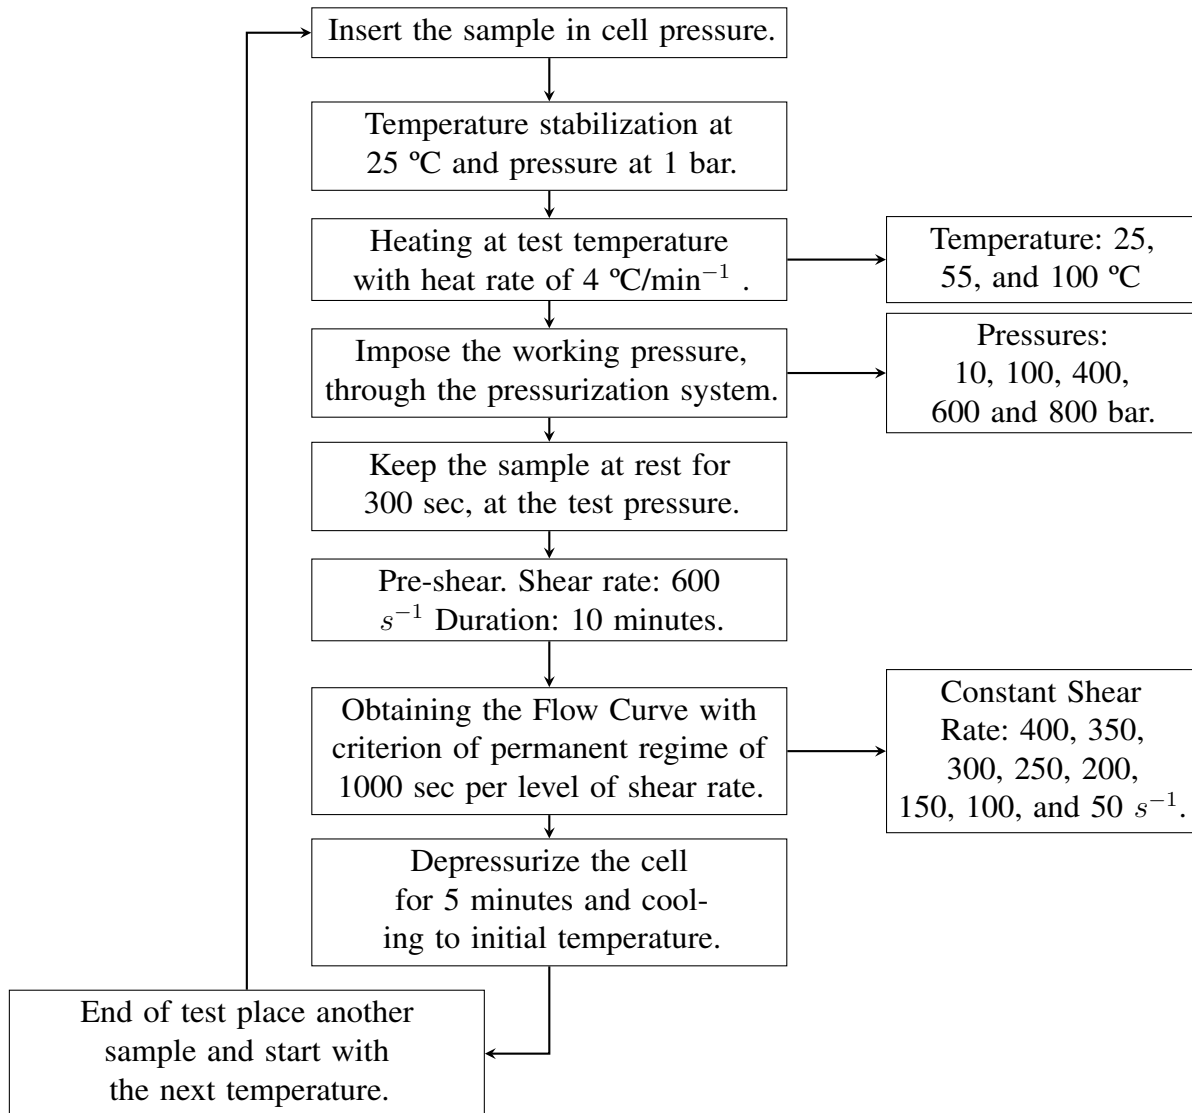 Insert the sample in cell pressure.
Temperature stabilization at
25 ºC and pressure at 1 bar.
Heating at test temperature
with heat rate of 4 ºC/min⁻¹ .
Temperature: 25,
55, and 100 ºC
Impose the working pressure,
through the pressurization system.
Pressures:
10, 100, 400,
600 and 800 bar.
Keep the sample at rest for
300 sec, at the test pressure.
Pre-shear. Shear rate: 600
s⁻¹ Duration: 10 minutes.
Obtaining the Flow Curve with
criterion of permanent regime of
1000 sec per level of shear rate.
Constant Shear
Rate: 400, 350,
300, 250, 200,
150, 100, and 50 s⁻¹.
Depressurize the cell
for 5 minutes and cool-
ing to initial temperature.
End of test place another
sample and start with
the next temperature.